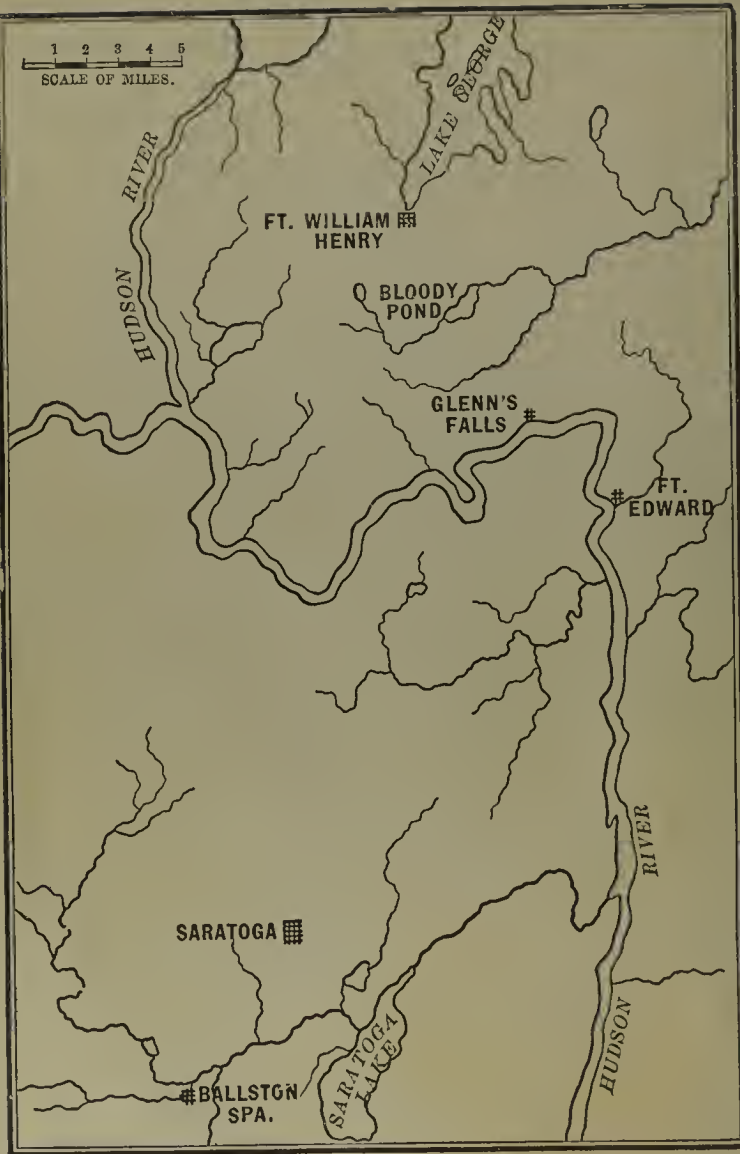 1 2 3 4 5
SCALE OF MILES.
LAKE GEORGE
HUDSON RIVER
FT. WILLIAM
HENRY
BLOODY
POND
GLENN'S
FALLS
FT.
EDWARD
HUDSON RIVER
SARATOGA
SARATOGA
LAKE
BALLSTON
SPA.